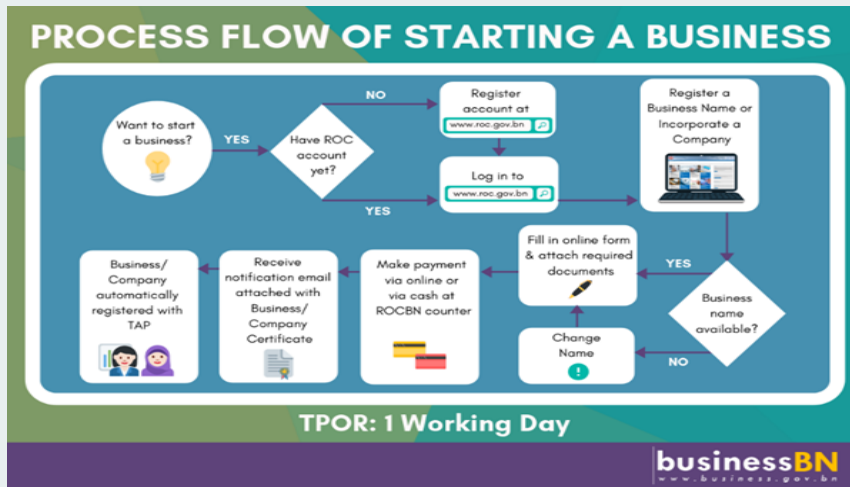 PROCESS FLOW OF STARTING A BUSINESS
Want to start
a business?
YES
Have ROC
account
yet?
NO
Register
account at
www.roc.gov.bn
YES
Log in to
www.roc.gov.bn
Register a
Business Name or
Incorporate a
Company
Business
name
available?
YES
Fill in online form
& attach required
documents
NO
Change
Name
Make payment
via online or
via cash at
ROCBN counter
Receive
notification email
attached with
Business/
Company
Certificate
Business/
Company
automatically
registered with
TAP
TPOR: 1 Working Day
businessBN
www.business.gov.bn